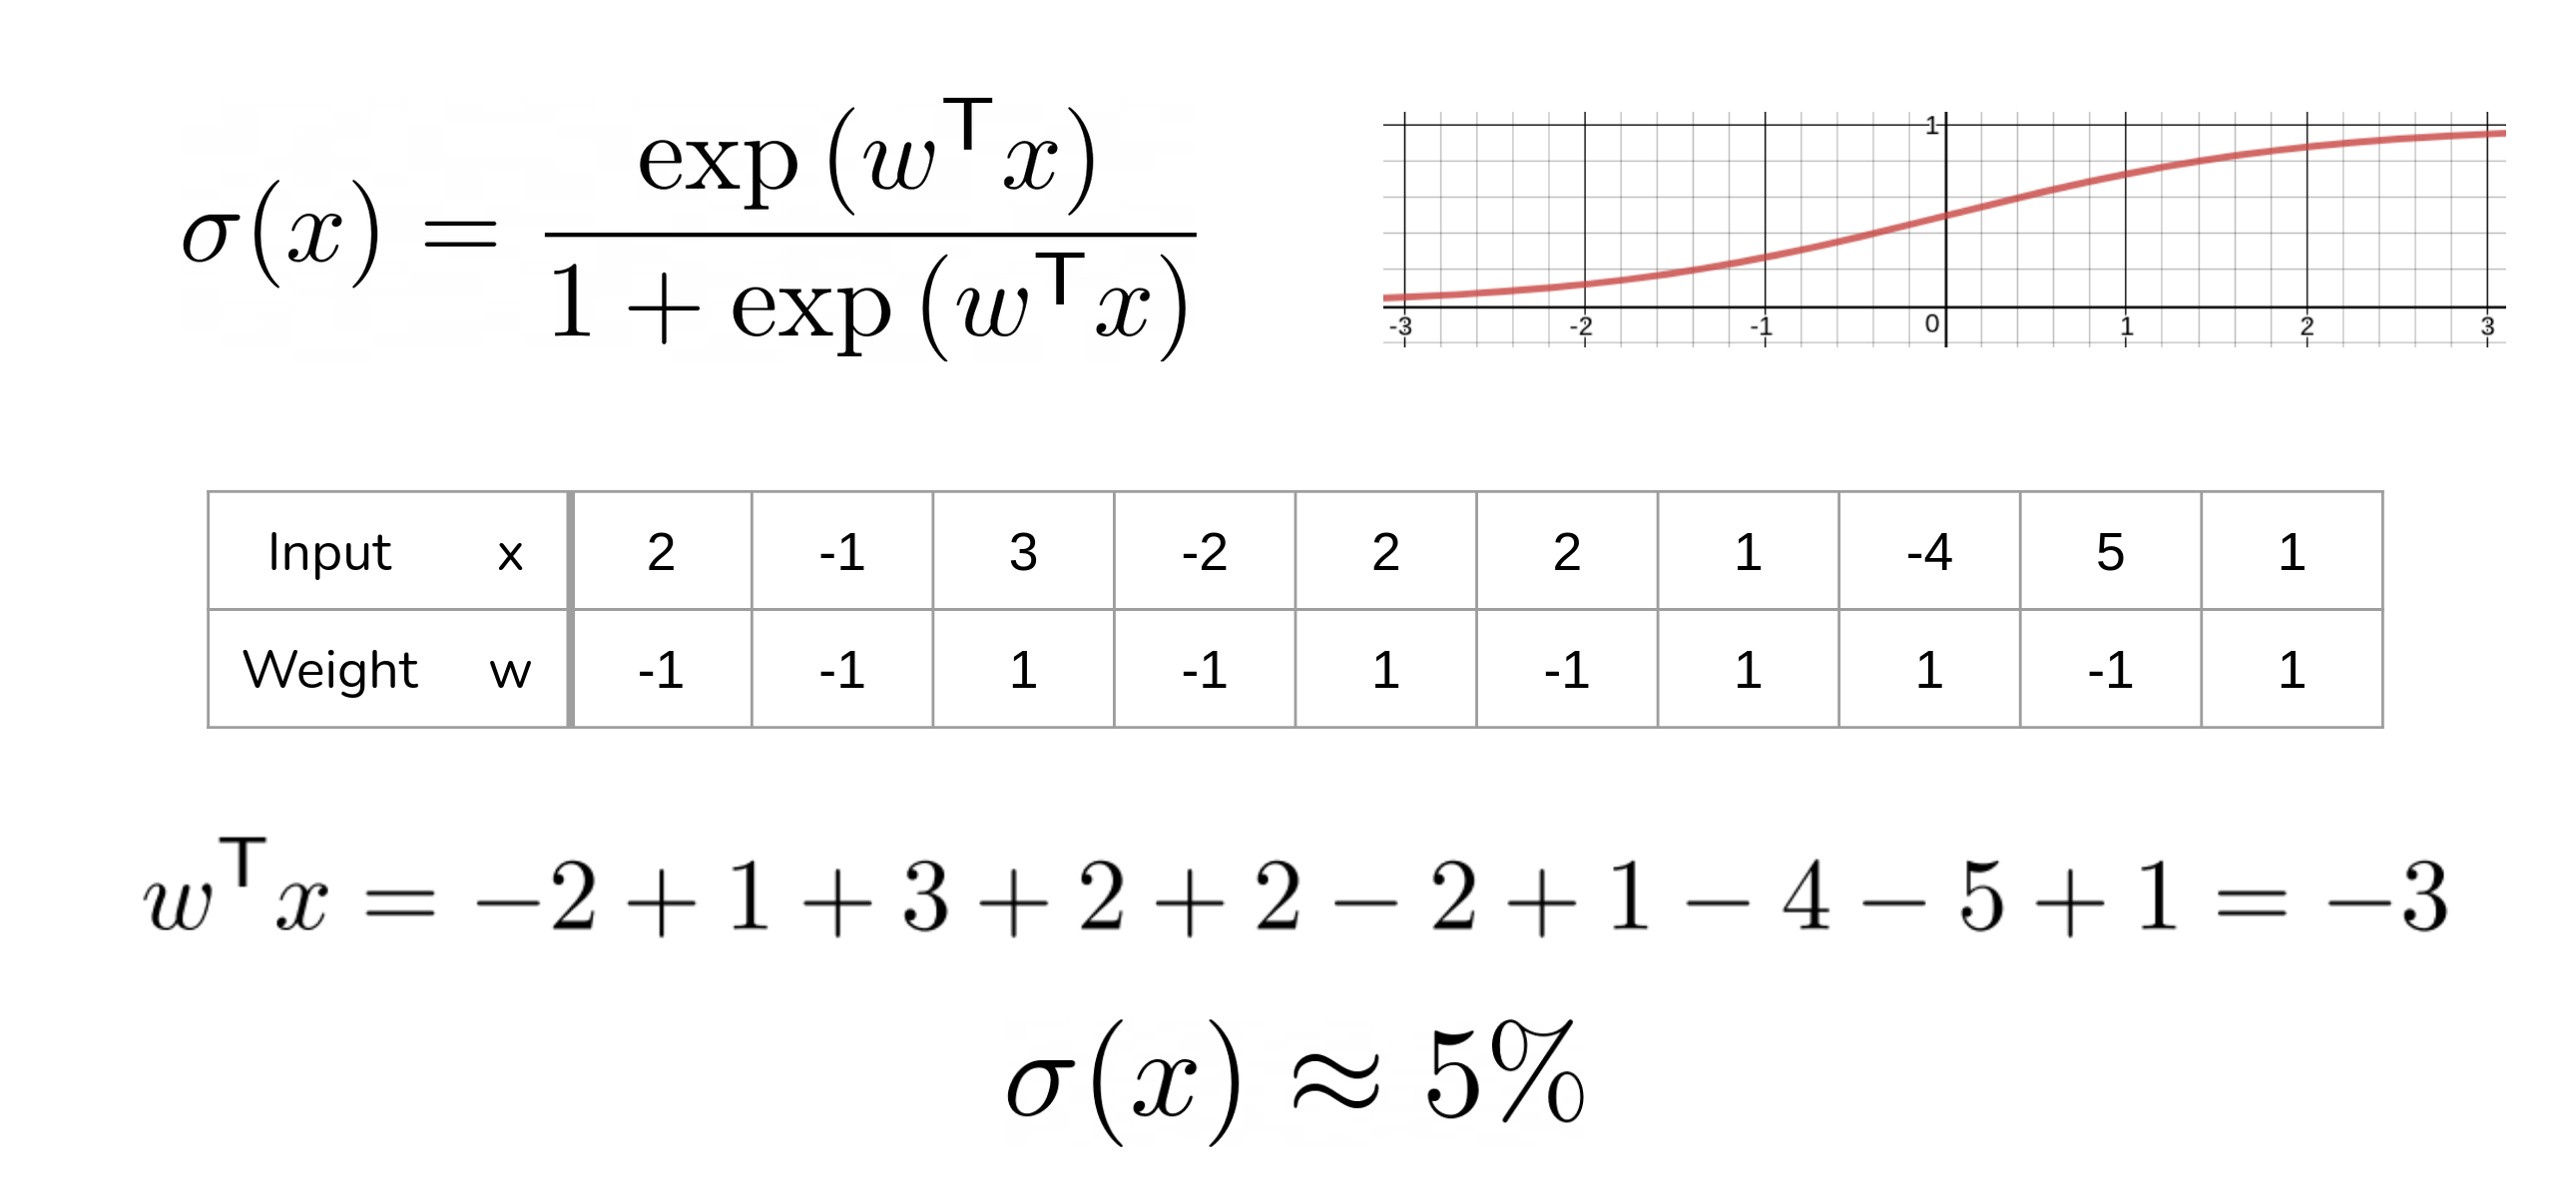 σ(x) = exp (wᵀx) / 1 + exp (wᵀx)
1
-3 -2 -1 0 1 2 3
Input x 2 -1 3 -2 2 2 1 -4 5 1
Weight w -1 -1 1 -1 1 -1 1 1 -1 1
wᵀx = −2 + 1 + 3 + 2 + 2 − 2 + 1 − 4 − 5 + 1 = −3
σ(x) ≈ 5%